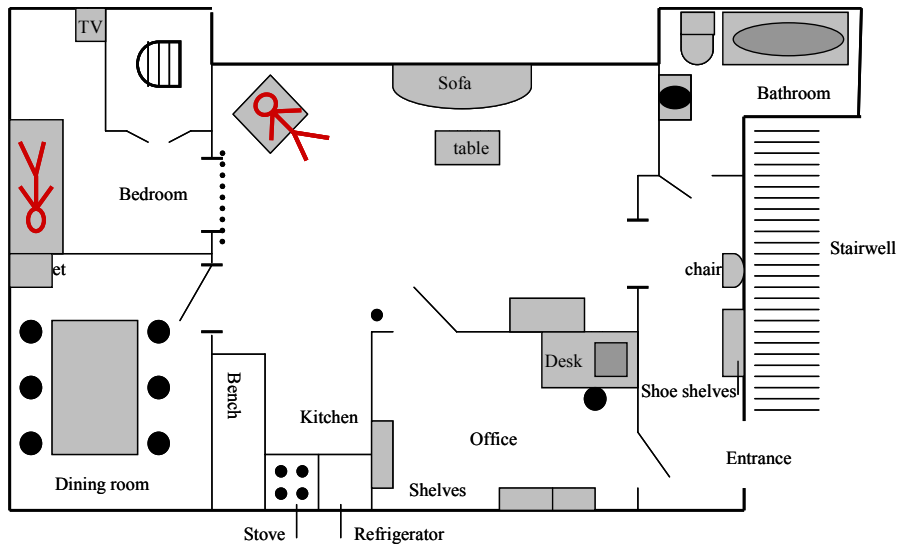 TV
Sofa
Bathroom
table
Bedroom
Stairwell
et
chair
Desk
Bench
Shoe shelves
Kitchen
Office
Entrance
Dining room
Shelves
Stove
Refrigerator